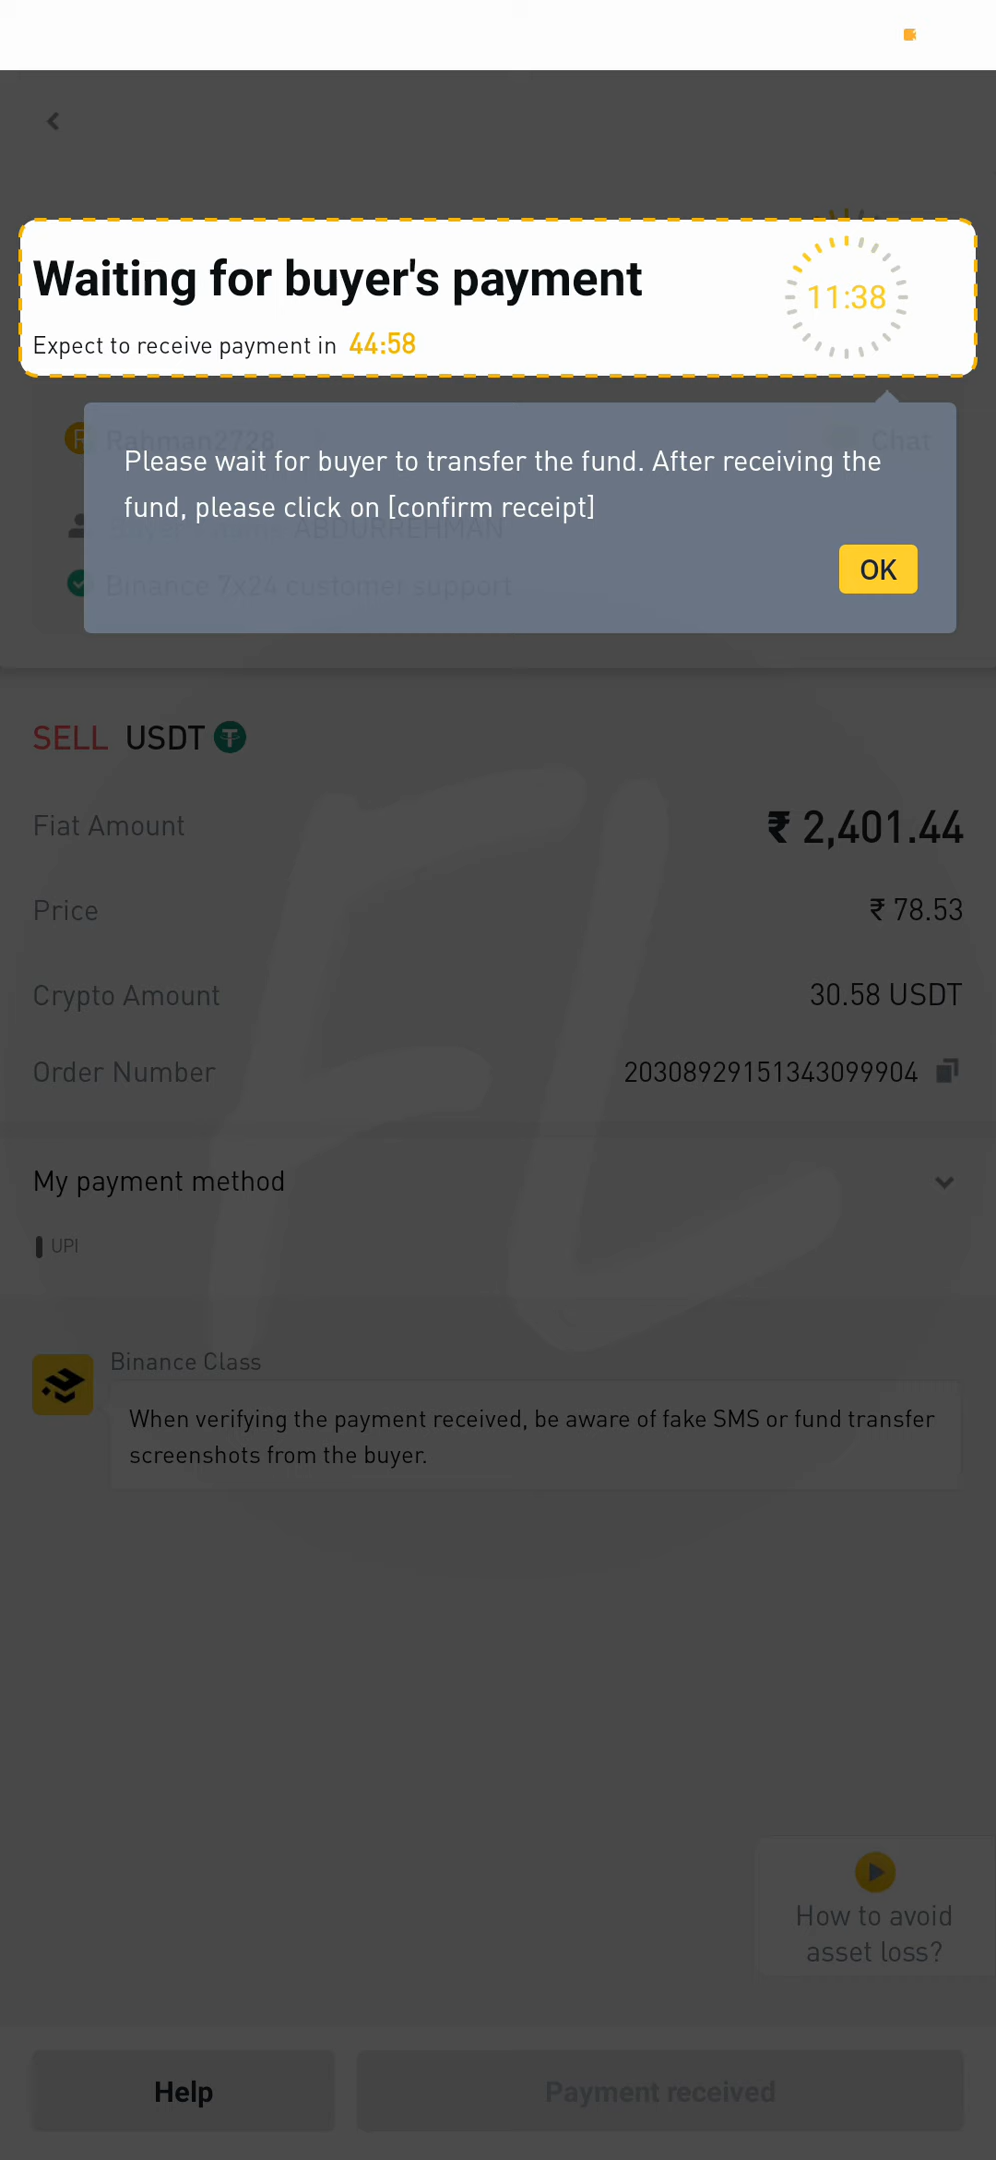 Waiting for buyer's payment
11:38
Expect to receive payment in 44:58
Rahman2728
Chat
Please wait for buyer to transfer the fund. After receiving the
fund, please click on [confirm receipt]
ABDURREHMAN
OK
Binance 7x24 customer support
SELL USDT
Fiat Amount ₹ 2,401.44
Price ₹ 78.53
Crypto Amount 30.58 USDT
Order Number 20308929151343099904
My payment method
UPI
Binance Class
When verifying the payment received, be aware of fake SMS or fund transfer
screenshots from the buyer.
FL
How to avoid
asset loss?
Help
Payment received